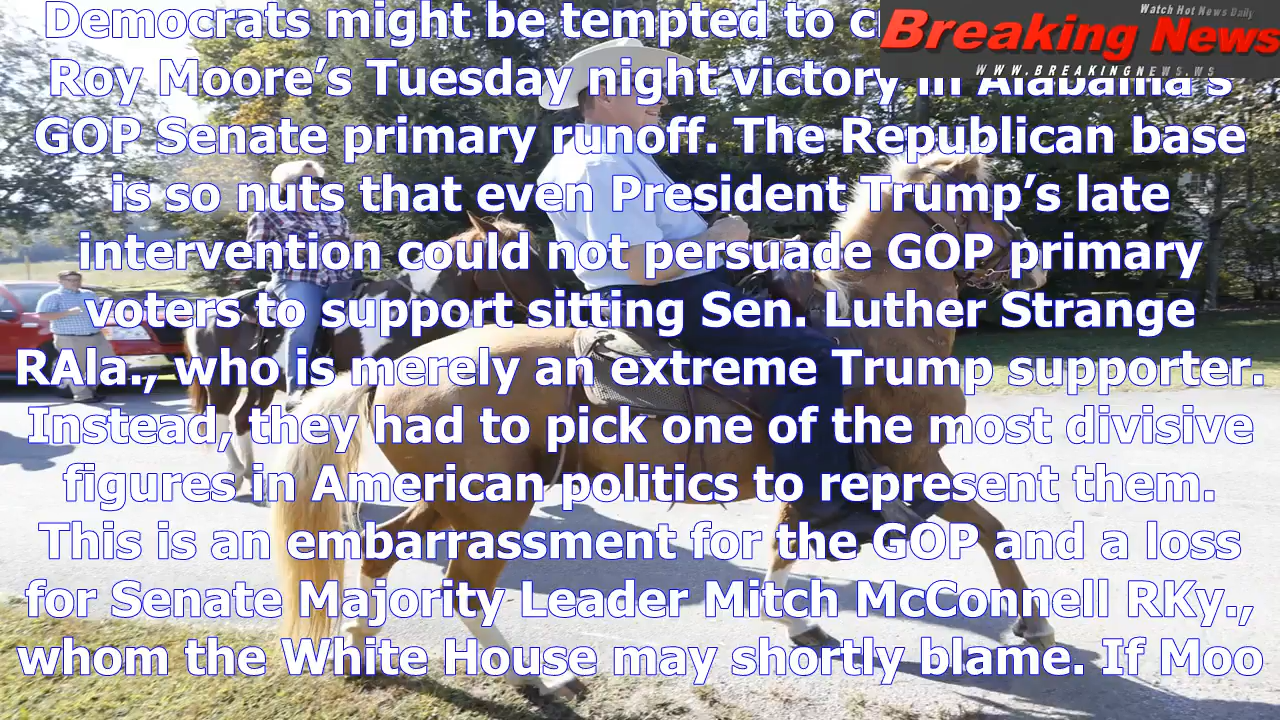 Democrats might be tempted to
Roy Moore’s Tuesday night victory in Alabama’s
GOP Senate primary runoff. The Republican base
is so nuts that even President Trump’s late
intervention could not persuade GOP primary
voters to support sitting Sen. Luther Strange
RAla., who is merely an extreme Trump supporter.
Instead, they had to pick one of the most divisive
figures in American politics to represent them.
This is an embarrassment for the GOP and a loss
for Senate Majority Leader Mitch McConnell RKy.,
whom the White House may shortly blame. If Moo
Watch Hot News Daily
Breaking News
WWW.BREAKINGNEWS.WS